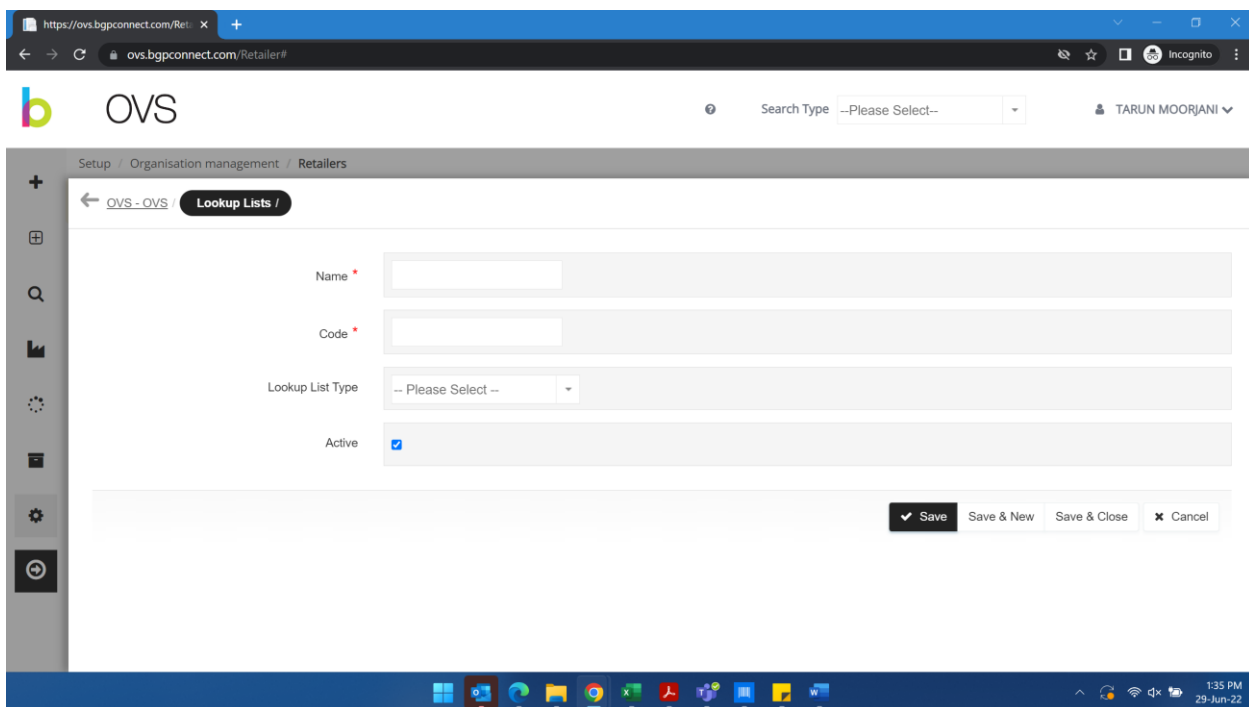 https://ovs.bgpconnect.com/Reta
ovs.bgpconnect.com/Retailer#
Incognito
b OVS
Search Type --Please Select--
TARUN MOORJANI
Setup / Organisation management / Retailers
OVS - OVS / Lookup Lists /
Name *
Code *
Lookup List Type -- Please Select --
Active
Save Save & New Save & Close Cancel
1:35 PM
29-Jun-22